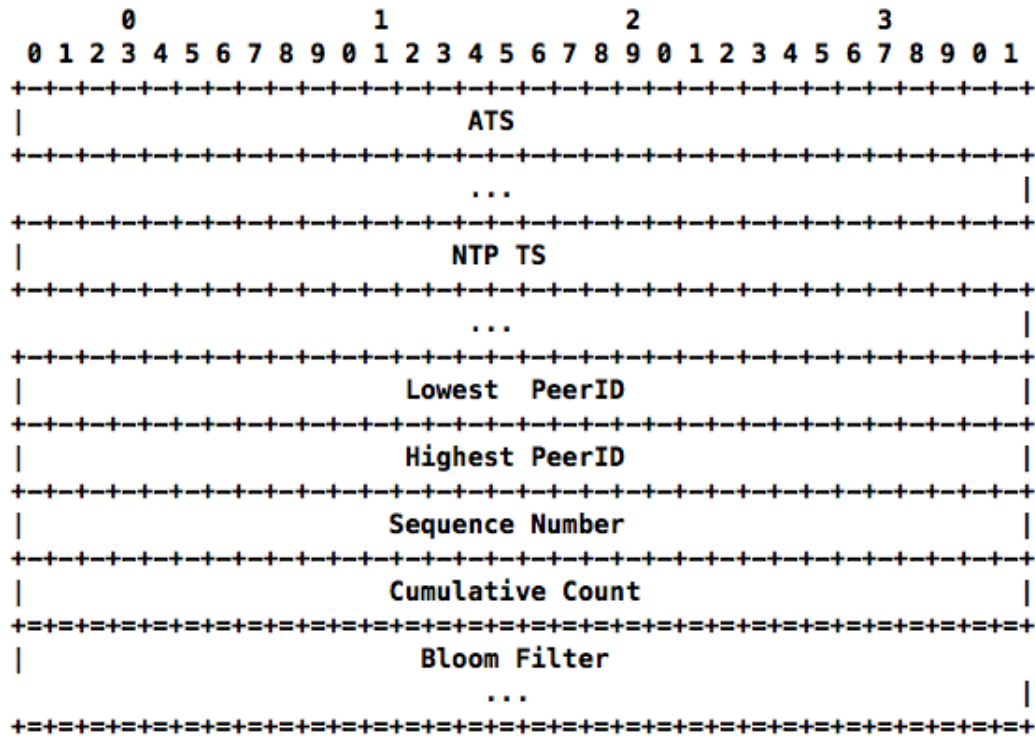 0 1 2 3
0 1 2 3 4 5 6 7 8 9 0 1 2 3 4 5 6 7 8 9 0 1 2 3 4 5 6 7 8 9 0 1
+-+-+-+-+-+-+-+-+-+-+-+-+-+-+-+-+-+-+-+-+-+-+-+-+-+-+-+-+-+-+-+-+
| ATS
+-+-+-+-+-+-+-+-+-+-+-+-+-+-+-+-+-+-+-+-+-+-+-+-+-+-+-+-+-+-+-+-+
... |
+-+-+-+-+-+-+-+-+-+-+-+-+-+-+-+-+-+-+-+-+-+-+-+-+-+-+-+-+-+-+-+-+
| NTP TS
+-+-+-+-+-+-+-+-+-+-+-+-+-+-+-+-+-+-+-+-+-+-+-+-+-+-+-+-+-+-+-+-+
... |
+-+-+-+-+-+-+-+-+-+-+-+-+-+-+-+-+-+-+-+-+-+-+-+-+-+-+-+-+-+-+-+-+
| Lowest  PeerID |
+-+-+-+-+-+-+-+-+-+-+-+-+-+-+-+-+-+-+-+-+-+-+-+-+-+-+-+-+-+-+-+-+
| Highest PeerID |
+-+-+-+-+-+-+-+-+-+-+-+-+-+-+-+-+-+-+-+-+-+-+-+-+-+-+-+-+-+-+-+-+
| Sequence Number |
+-+-+-+-+-+-+-+-+-+-+-+-+-+-+-+-+-+-+-+-+-+-+-+-+-+-+-+-+-+-+-+-+
| Cumulative Count |
+=+=+=+=+=+=+=+=+=+=+=+=+=+=+=+=+=+=+=+=+=+=+=+=+=+=+=+=+=+=+=+=+
| Bloom Filter
... |
+=+=+=+=+=+=+=+=+=+=+=+=+=+=+=+=+=+=+=+=+=+=+=+=+=+=+=+=+=+=+=+=+